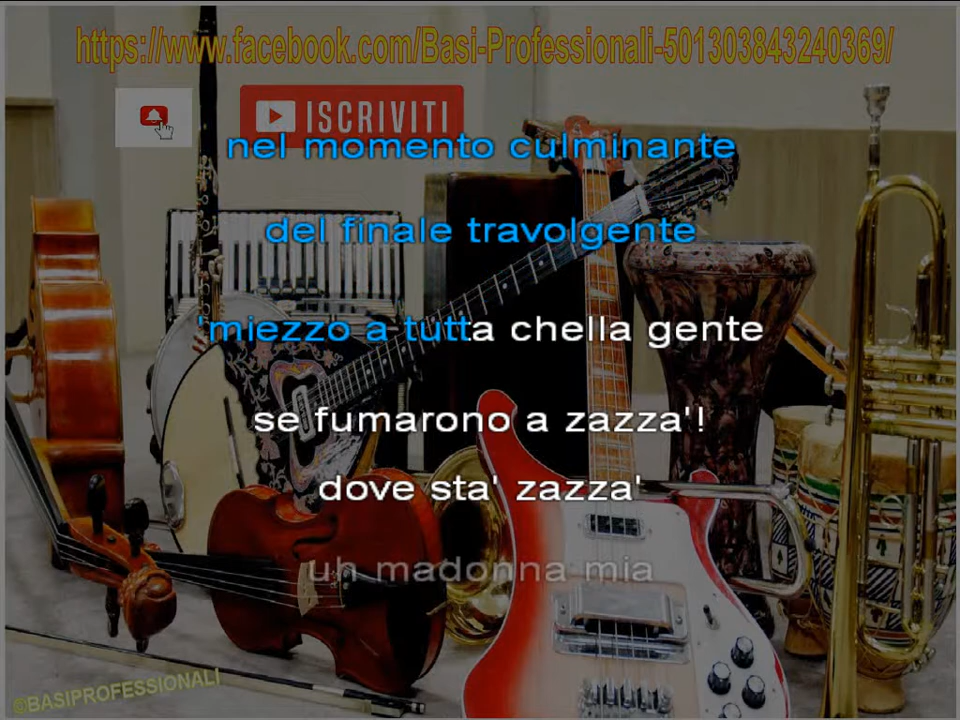 https://www.facebook.com/Basi-Professionali-501303843240369/
ISCRIVITI
nel momento culminante
del finale travolgente
'miezzo a tutta chella gente
se fumarono a zazza'!
dove sta' zazza'
uh madonna mia
©BASIPROFESSIONALI